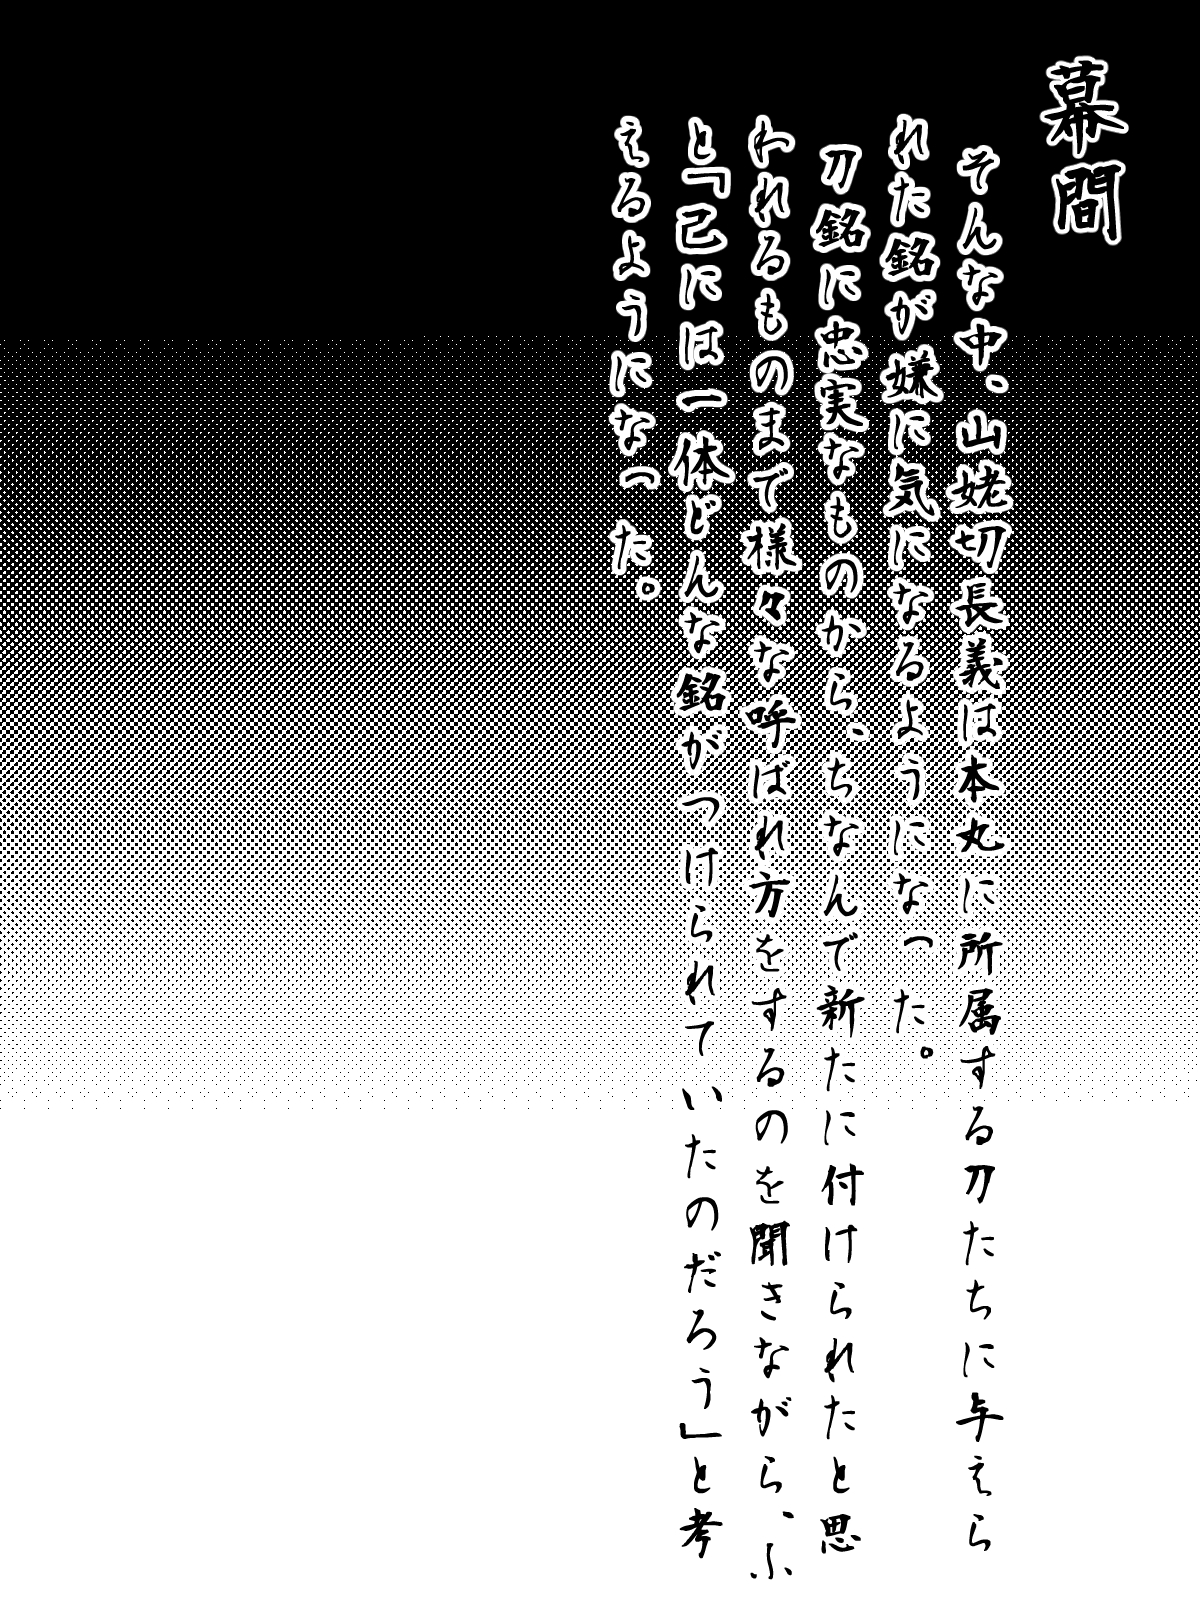 幕間
そんな中、山姥切長義は本丸に所属する刀たちに与えら
れた銘が嫌に気になるようになった。
刀銘に忠実なものから、ちなんで新たに付けられたと思
われるものまで様々な呼ばれ方をするのを聞きながら、ふ
と「己には一体どんな銘がつけられていたのだろう」と考
えるようになった。